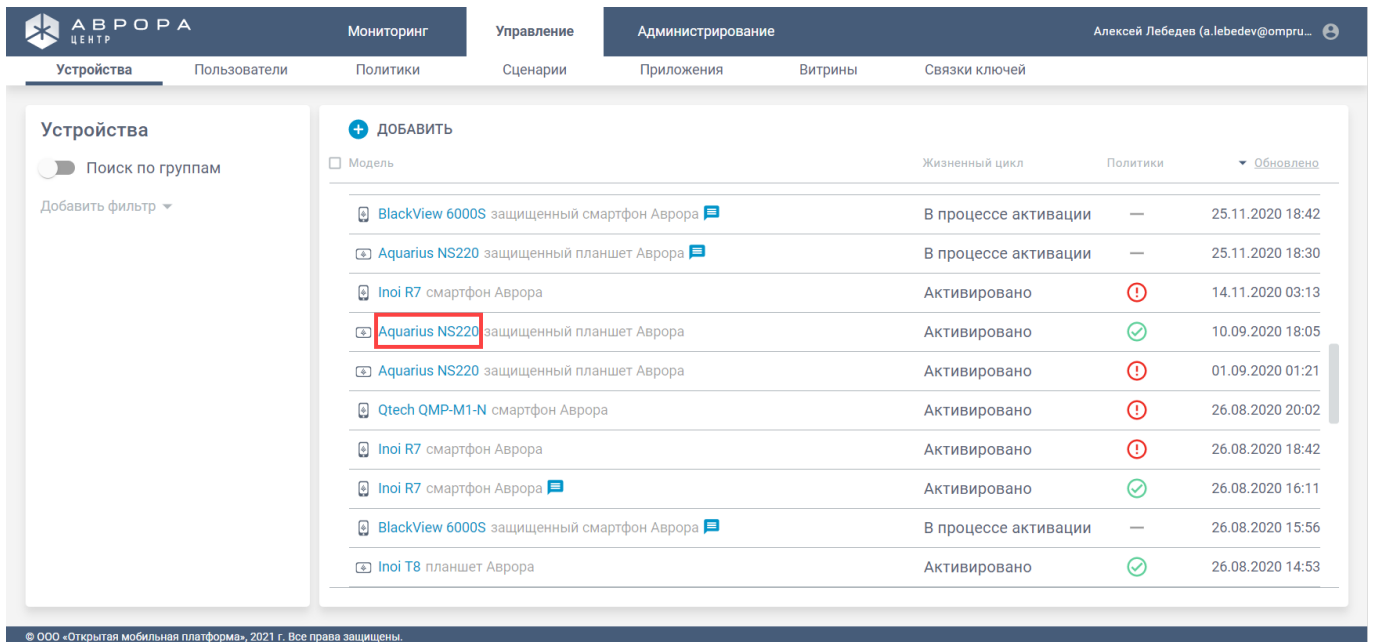 АВРОРА
ЦЕНТР
Мониторинг Управление Администрирование Алексей Лебедев (a.lebedev@ompru...
Устройства Пользователи Политики Сценарии Приложения Витрины Связки ключей
Устройства
Поиск по группам
Добавить фильтр
ДОБАВИТЬ
Модель Жизненный цикл Политики Обновлено
BlackView 6000S защищенный смартфон Аврора В процессе активации — 25.11.2020 18:42
Aquarius NS220 защищенный планшет Аврора В процессе активации — 25.11.2020 18:30
Inoi R7 смартфон Аврора Активировано 14.11.2020 03:13
Aquarius NS220 защищенный планшет Аврора Активировано 10.09.2020 18:05
Aquarius NS220 защищенный планшет Аврора Активировано 01.09.2020 01:21
Qtech QMP-M1-N смартфон Аврора Активировано 26.08.2020 20:02
Inoi R7 смартфон Аврора Активировано 26.08.2020 18:42
Inoi R7 смартфон Аврора Активировано 26.08.2020 16:11
BlackView 6000S защищенный смартфон Аврора В процессе активации — 26.08.2020 15:56
Inoi T8 планшет Аврора Активировано 26.08.2020 14:53
© ООО «Открытая мобильная платформа», 2021 г. Все права защищены.